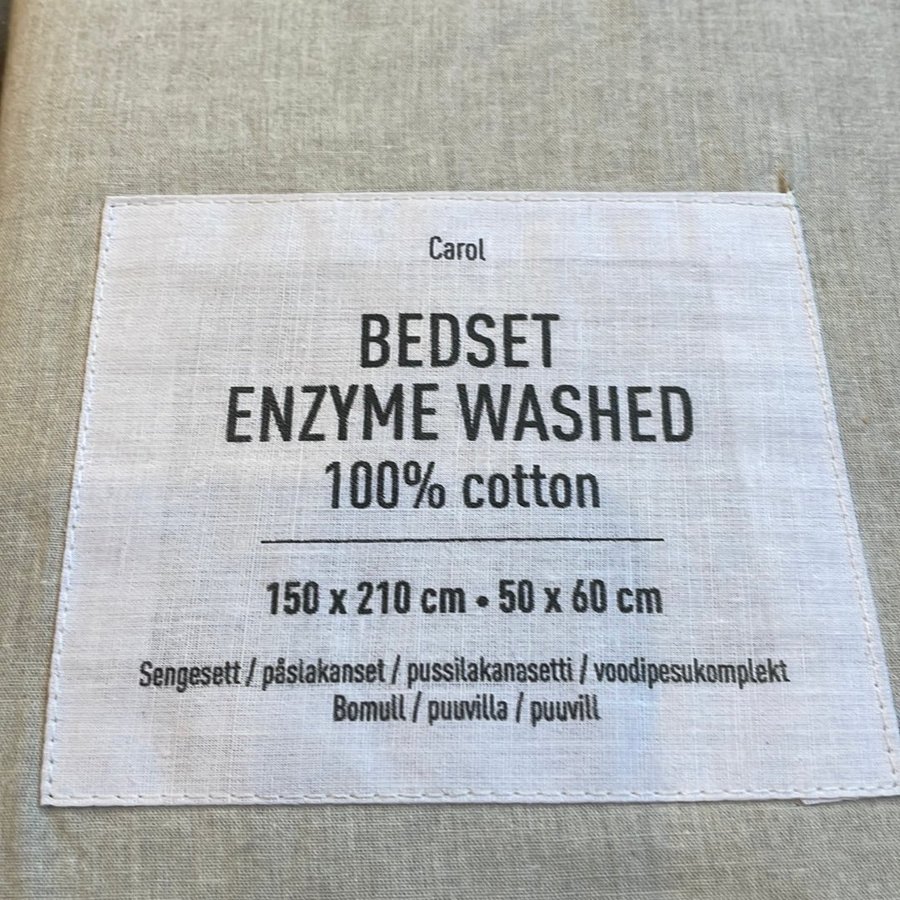 Carol
BEDSET
ENZYME WASHED
100% cotton
150 x 210 cm • 50 x 60 cm
Sengesett / påslakanset / pussilakanasetti / voodipesukomplekt
Bomull / puuvilla / puuvill